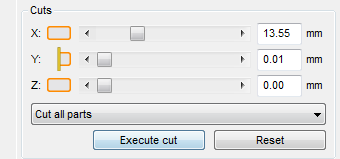 Cuts
X: 13.55 mm
Y: 0.01 mm
Z: 0.00 mm
Cut all parts
Execute cut Reset